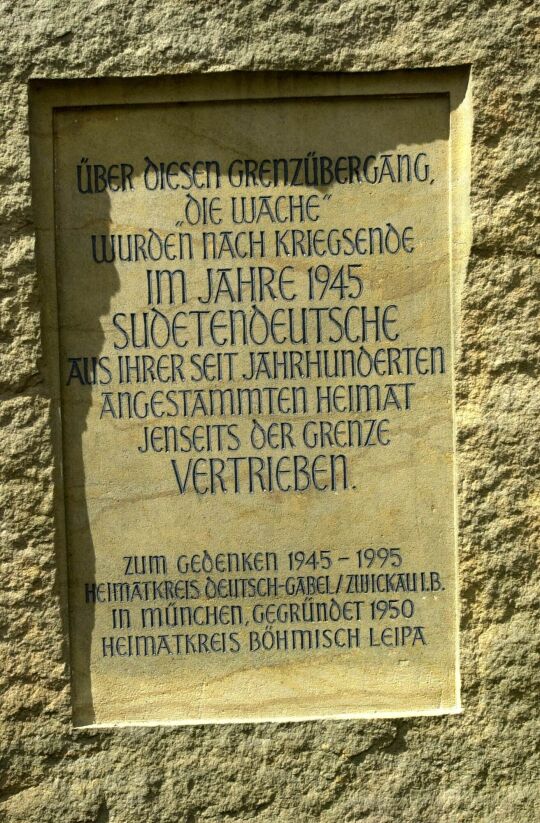 ÜBER DIESEN GRENZÜBERGANG,
„DIE WACHE"
WURDEN NACH KRIEGSENDE
IM JAHRE 1945
SUDETENDEUTSCHE
AUS IHRER SEIT JAHRHUNDERTEN
ANGESTAMMTEN HEIMAT
JENSEITS DER GRENZE
VERTRIEBEN.
ZUM GEDENKEN 1945 – 1995
HEIMATKREIS DEUTSCH-GABEL/ZWICKAU I.B.
IN MÜNCHEN, GEGRÜNDET 1950
HEIMATKREIS BÖHMISCH LEIPA